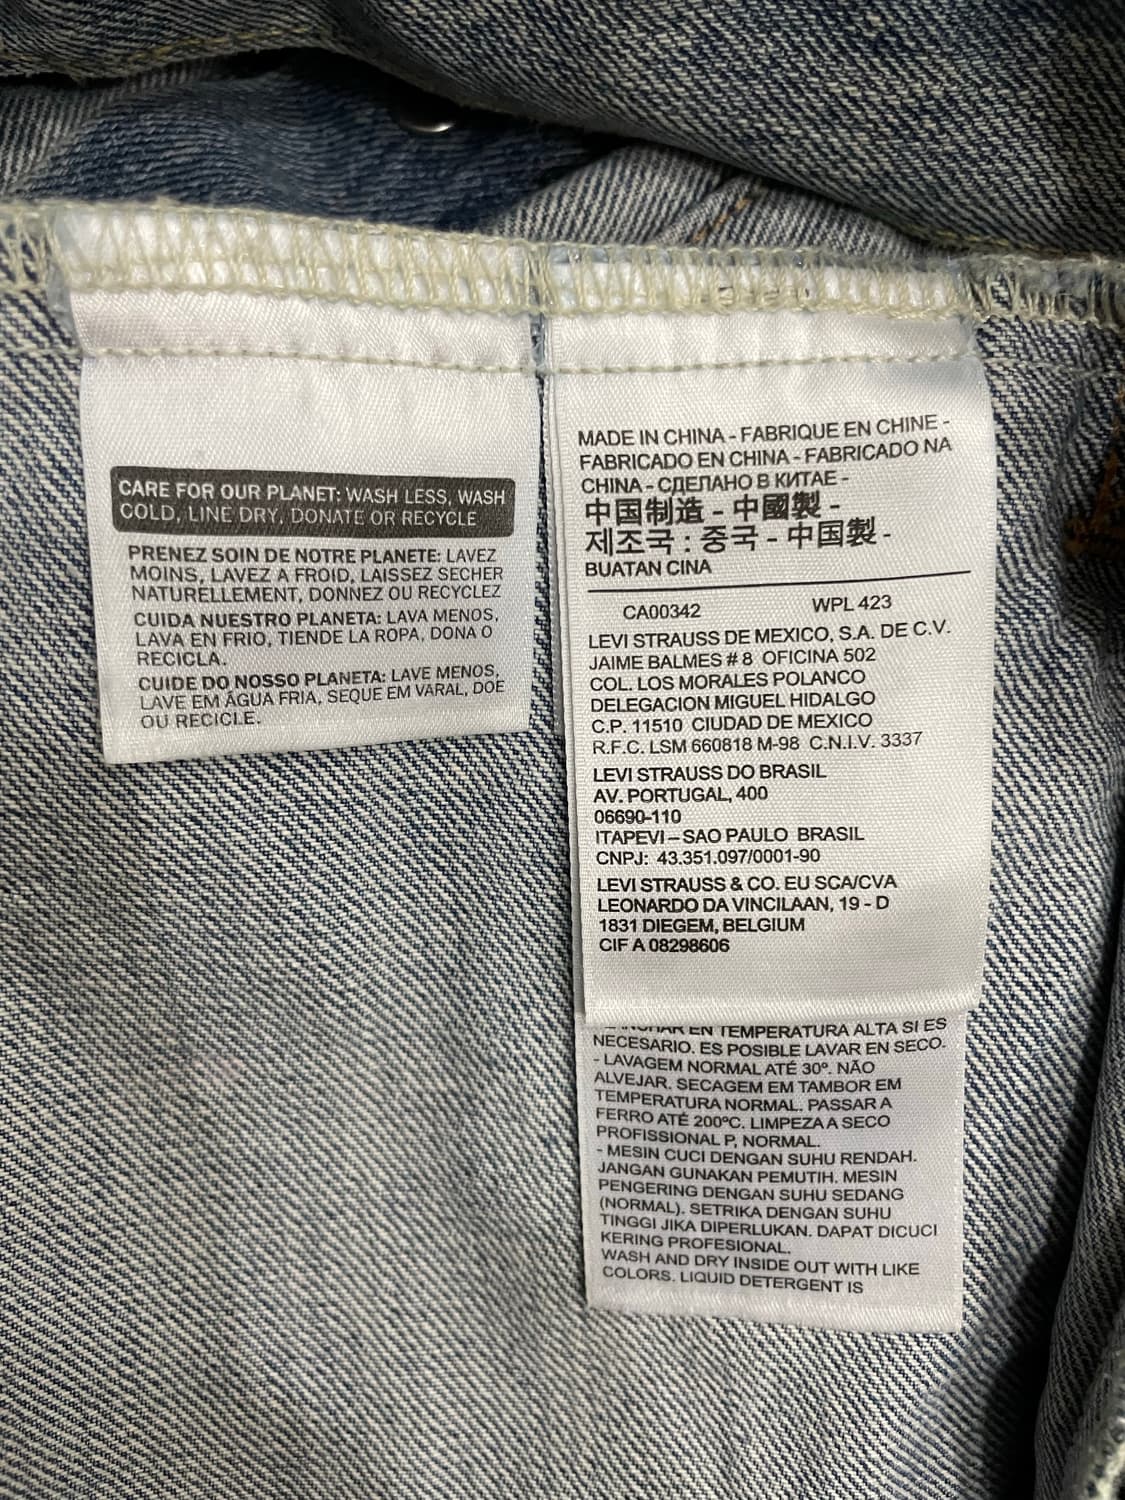 CARE FOR OUR PLANET: WASH LESS, WASH
COLD, LINE DRY, DONATE OR RECYCLE
PRENEZ SOIN DE NOTRE PLANETE: LAVEZ
MOINS, LAVEZ A FROID, LAISSEZ SECHER
NATURELLEMENT, DONNEZ OU RECYCLEZ
CUIDA NUESTRO PLANETA: LAVA MENOS,
LAVA EN FRIO, TIENDE LA ROPA, DONA O
RECICLA.
CUIDE DO NOSSO PLANETA: LAVE MENOS,
LAVE EM ÁGUA FRIA, SEQUE EM VARAL, DOE
OU RECICLE.
MADE IN CHINA - FABRIQUE EN CHINE -
FABRICADO EN CHINA - FABRICADO NA
CHINA - СДЕЛАНО В КИТАЕ -
中国制造 - 中國製 -
제조국 : 중국 - 中国製 -
BUATAN CINA
CA00342 WPL 423
LEVI STRAUSS DE MEXICO, S.A. DE C.V.
JAIME BALMES # 8 OFICINA 502
COL. LOS MORALES POLANCO
DELEGACION MIGUEL HIDALGO
C.P. 11510 CIUDAD DE MEXICO
R.F.C. LSM 660818 M-98 C.N.I.V. 3337
LEVI STRAUSS DO BRASIL
AV. PORTUGAL, 400
06690-110
ITAPEVI – SAO PAULO BRASIL
CNPJ: 43.351.097/0001-90
LEVI STRAUSS & CO. EU SCA/CVA
LEONARDO DA VINCILAAN, 19 - D
1831 DIEGEM, BELGIUM
CIF A 08298606
EN TEMPERATURA ALTA SI ES
NECESARIO. ES POSIBLE LAVAR EN SECO.
- LAVAGEM NORMAL ATÉ 30º. NÃO
ALVEJAR. SECAGEM EM TAMBOR EM
TEMPERATURA NORMAL. PASSAR A
FERRO ATÉ 200ºC. LIMPEZA A SECO
PROFISSIONAL P, NORMAL.
- MESIN CUCI DENGAN SUHU RENDAH.
JANGAN GUNAKAN PEMUTIH. MESIN
PENGERING DENGAN SUHU SEDANG
(NORMAL). SETRIKA DENGAN SUHU
TINGGI JIKA DIPERLUKAN. DAPAT DICUCI
KERING PROFESIONAL.
WASH AND DRY INSIDE OUT WITH LIKE
COLORS. LIQUID DETERGENT IS